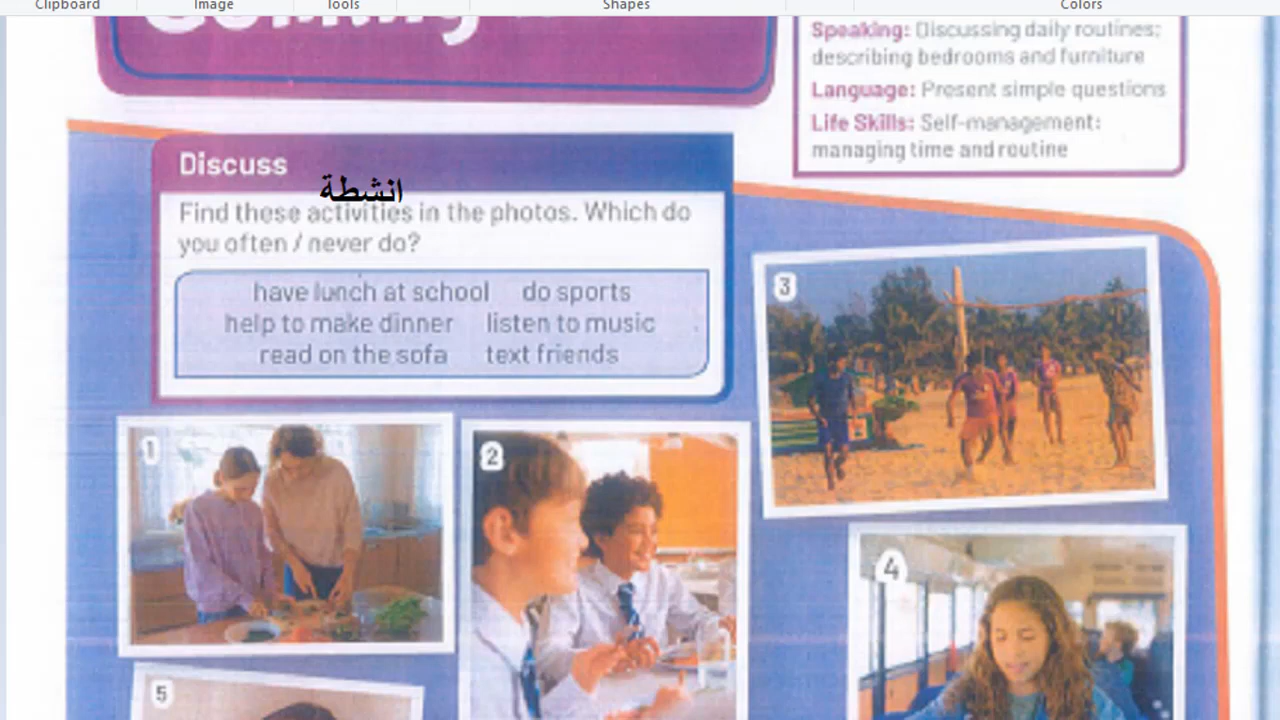 Clipboard
Image
Tools
Shapes
Colors
Speaking: Discussing daily routines;
describing bedrooms and furniture
Language: Present simple questions
Life Skills: Self-management:
managing time and routine
Discuss
انشطة
Find these activities in the photos. Which do
you often / never do?
have lunch at school do sports
help to make dinner listen to music
read on the sofa text friends
3
1
2
4
5